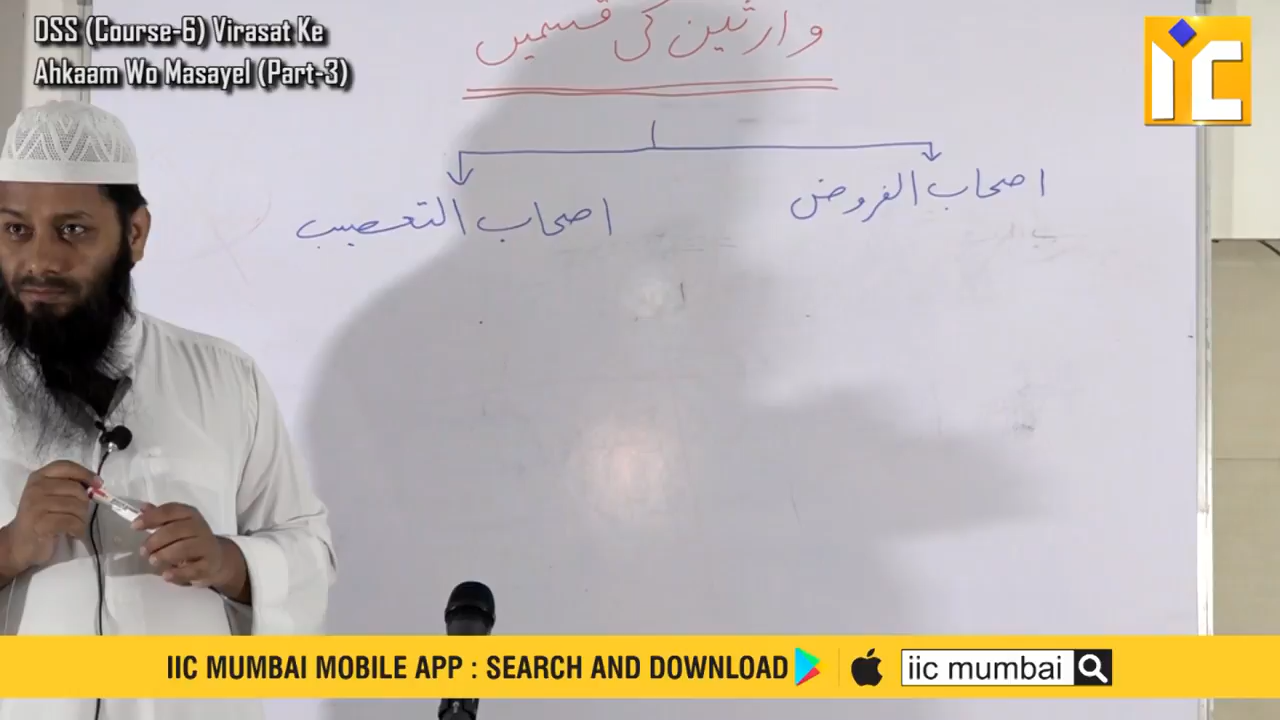 DSS (Course-6) Virasat Ke
Ahkaam Wo Masayel (Part-3)
iC
وارثین کی قسمیں
اصحاب الفروض
اصحاب التعصیب
IIC MUMBAI MOBILE APP : SEARCH AND DOWNLOAD iic mumbai